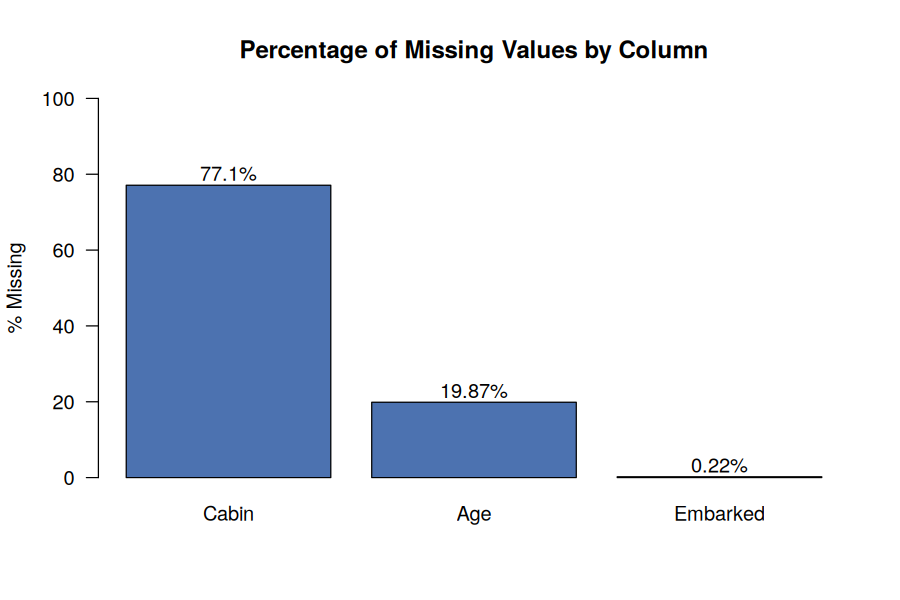 Percentage of Missing Values by Column
% Missing
100
80
60
40
20
0
77.1%
19.87%
0.22%
Cabin
Age
Embarked